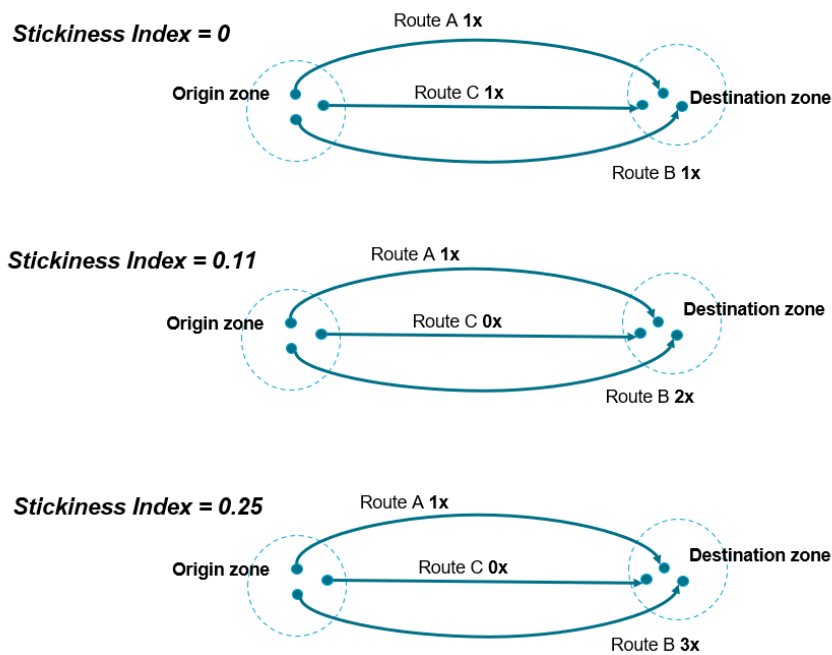 Stickiness Index = 0
Route A 1x
Origin zone
Route C 1x
Destination zone
Route B 1x
Stickiness Index = 0.11
Route A 1x
Origin zone
Route C 0x
Destination zone
Route B 2x
Stickiness Index = 0.25
Route A 1x
Origin zone
Route C 0x
Destination zone
Route B 3x